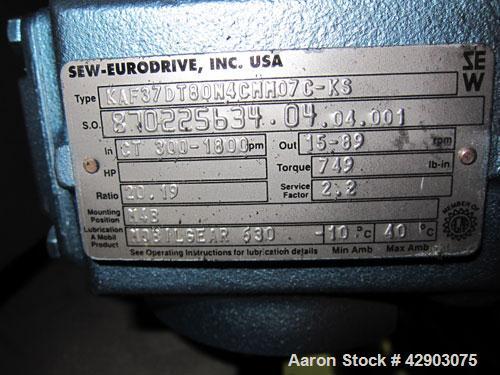 SEW-EURODRIVE, INC. USA
SEW
Type KAF37DT80N4CMM07C-KS
S.O. 870225634.04.04.001
In CT 300-1800 rpm Out 15-89 rpm
HP Torque 749 lb-in
Ratio 20.19 Service Factor 2.2
Mounting Position M4B
Lubrication A Mobil Product MOBILGEAR 630 -10 °C 40 °C
See Operating Instructions for lubrication details Min Amb Max Amb
MEMBER OF
Aaron Stock # 42903075